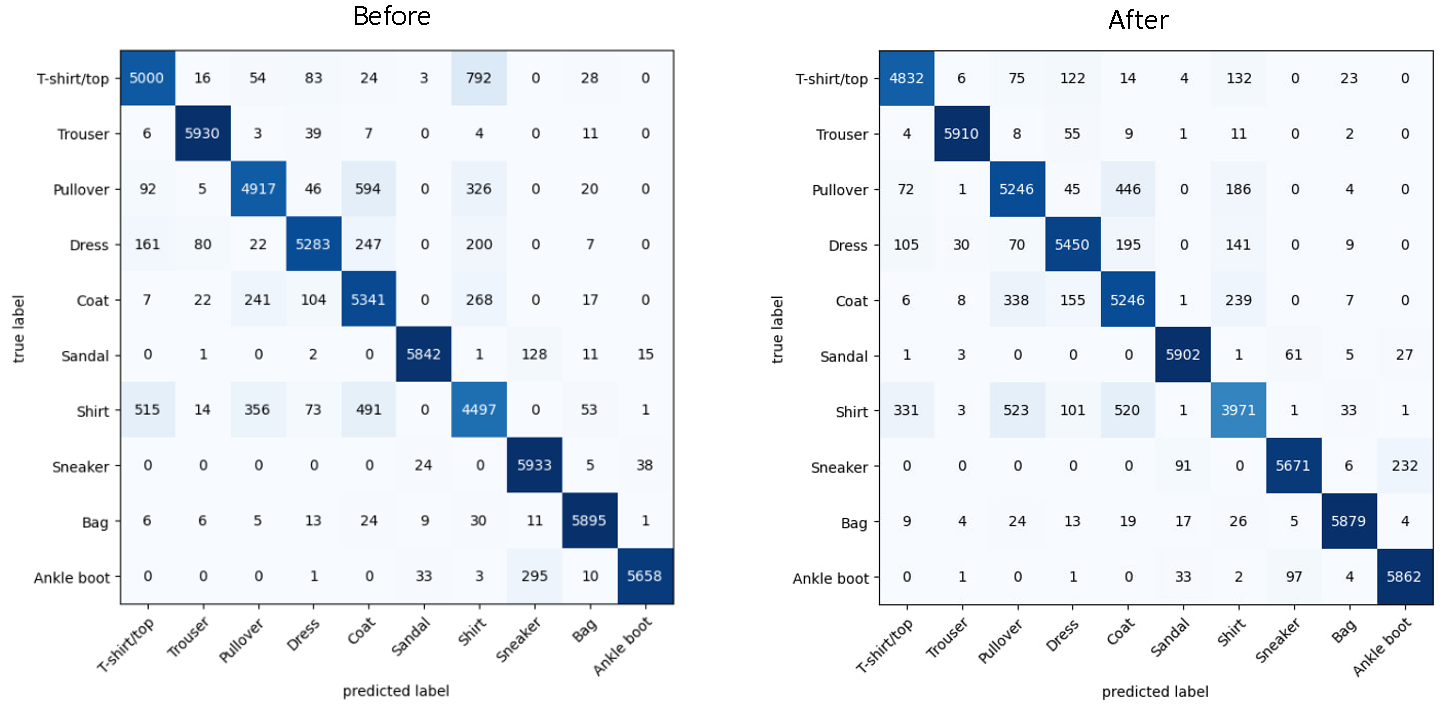 Before
T-shirt/top 5000 16 54 83 24 3 792 0 28 0
Trouser 6 5930 3 39 7 0 4 0 11 0
Pullover 92 5 4917 46 594 0 326 0 20 0
Dress 161 80 22 5283 247 0 200 0 7 0
Coat 7 22 241 104 5341 0 268 0 17 0
Sandal 0 1 0 2 0 5842 1 128 11 15
Shirt 515 14 356 73 491 0 4497 0 53 1
Sneaker 0 0 0 0 0 24 0 5933 5 38
Bag 6 6 5 13 24 9 30 11 5895 1
Ankle boot 0 0 0 1 0 33 3 295 10 5658
true label
T-shirt/top Trouser Pullover Dress Coat Sandal Shirt Sneaker Bag Ankle boot
predicted label
After
T-shirt/top 4832 6 75 122 14 4 132 0 23 0
Trouser 4 5910 8 55 9 1 11 0 2 0
Pullover 72 1 5246 45 446 0 186 0 4 0
Dress 105 30 70 5450 195 0 141 0 9 0
Coat 6 8 338 155 5246 1 239 0 7 0
Sandal 1 3 0 0 0 5902 1 61 5 27
Shirt 331 3 523 101 520 1 3971 1 33 1
Sneaker 0 0 0 0 0 91 0 5671 6 232
Bag 9 4 24 13 19 17 26 5 5879 4
Ankle boot 0 1 0 1 0 33 2 97 4 5862
true label
T-shirt/top Trouser Pullover Dress Coat Sandal Shirt Sneaker Bag Ankle boot
predicted label